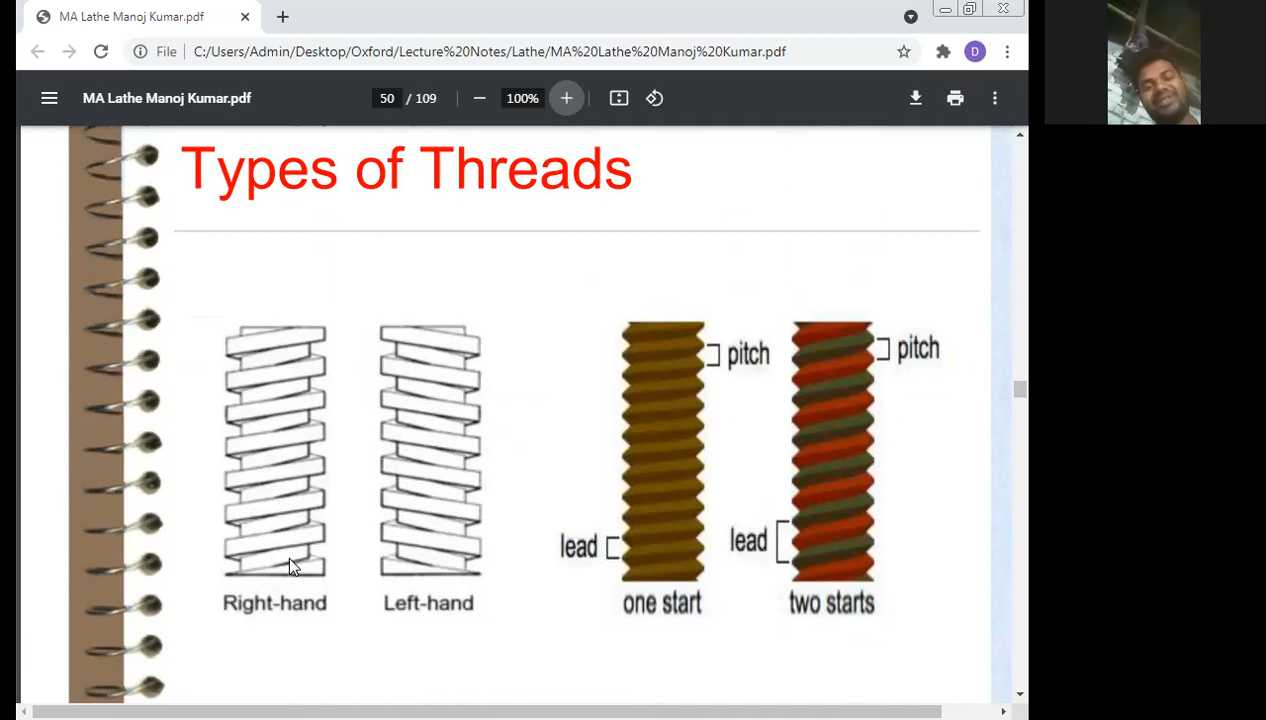 MA Lathe Manoj Kumar.pdf
File C:/Users/Admin/Desktop/Oxford/Lecture%20Notes/Lathe/MA%20Lathe%20Manoj%20Kumar.pdf
D
MA Lathe Manoj Kumar.pdf 50 / 109 100%
Types of Threads
pitch pitch
lead lead
Right-hand Left-hand one start two starts